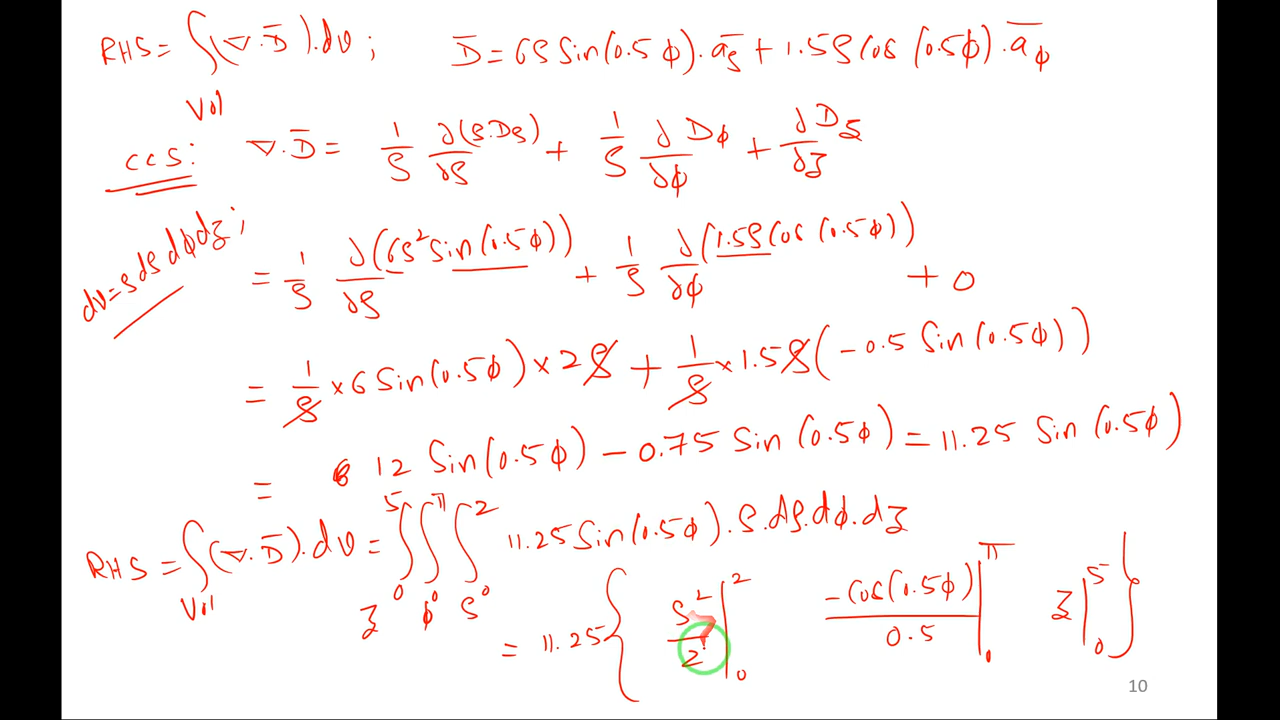 RHS = ∫(∇.D̄).dv ; D̄ = 6ρ Sin(0.5ϕ).āρ + 1.5ρ Cos (0.5ϕ).āϕ
Vol
CCS: ∇.D̄ = 1/ρ ∂(ρ.Dρ)/∂ρ + 1/ρ ∂Dϕ/∂ϕ + ∂Dz/∂z
dv = ρ dρ dϕ dz ;
= 1/ρ ∂(6ρ² Sin(0.5ϕ))/∂ρ + 1/ρ ∂(1.5ρ Cos (0.5ϕ))/∂ϕ + 0
= 1/ρ × 6 Sin(0.5ϕ) × 2ρ + 1/ρ × 1.5ρ (-0.5 Sin(0.5ϕ))
= 12 Sin(0.5ϕ) - 0.75 Sin (0.5ϕ) = 11.25 Sin (0.5ϕ)
RHS = ∫(∇.D̄).dv = ∫₀⁵ ∫₀^π ∫₀² 11.25 Sin(0.5ϕ).ρ.dρ.dϕ.dz
Vol z ϕ ρ
= 11.25 { ρ²/2 |₀² -Cos(0.5ϕ)/0.5 |₀^π z |₀⁵ }
10